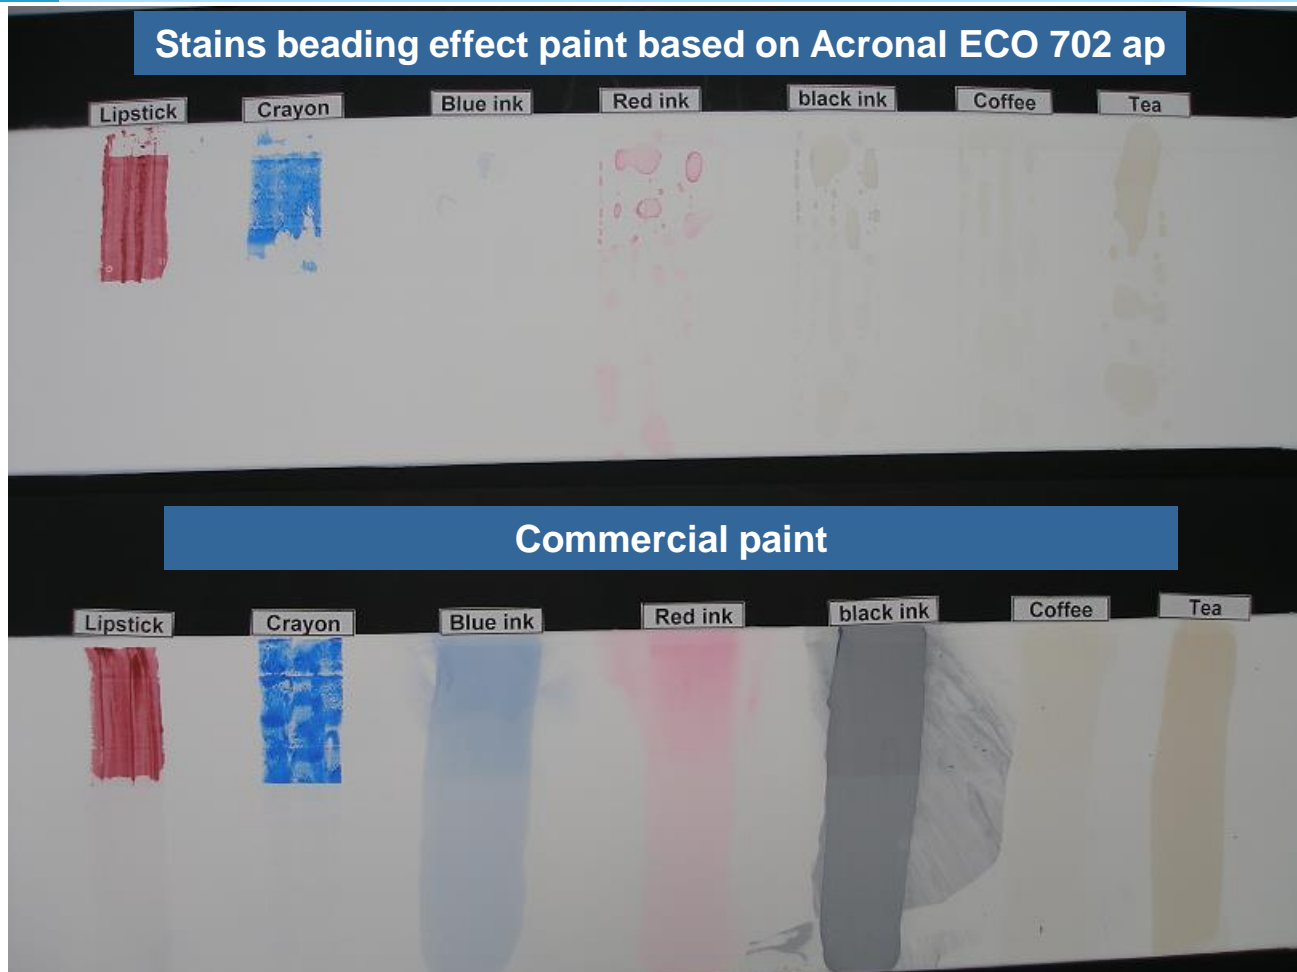 Stains beading effect paint based on Acronal ECO 702 ap
Lipstick
Crayon
Blue ink
Red ink
black ink
Coffee
Tea
Commercial paint
Lipstick
Crayon
Blue ink
Red ink
black ink
Coffee
Tea